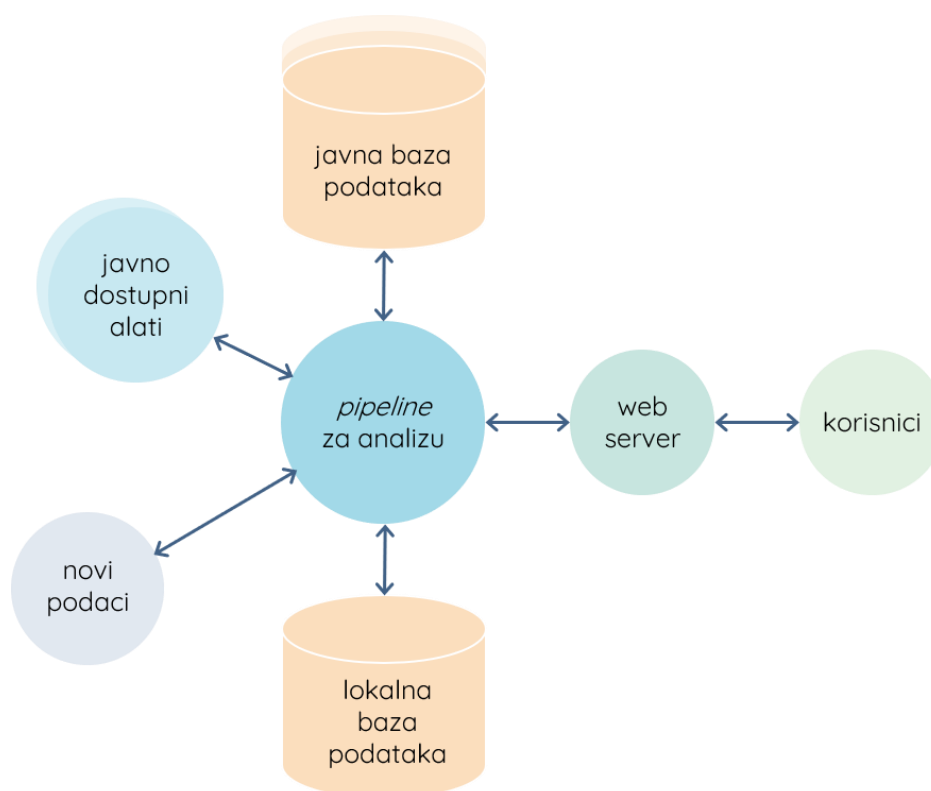 javna baza
podataka
javno
dostupni
alati
pipeline
za analizu
web
server
korisnici
novi
podaci
lokalna
baza
podataka